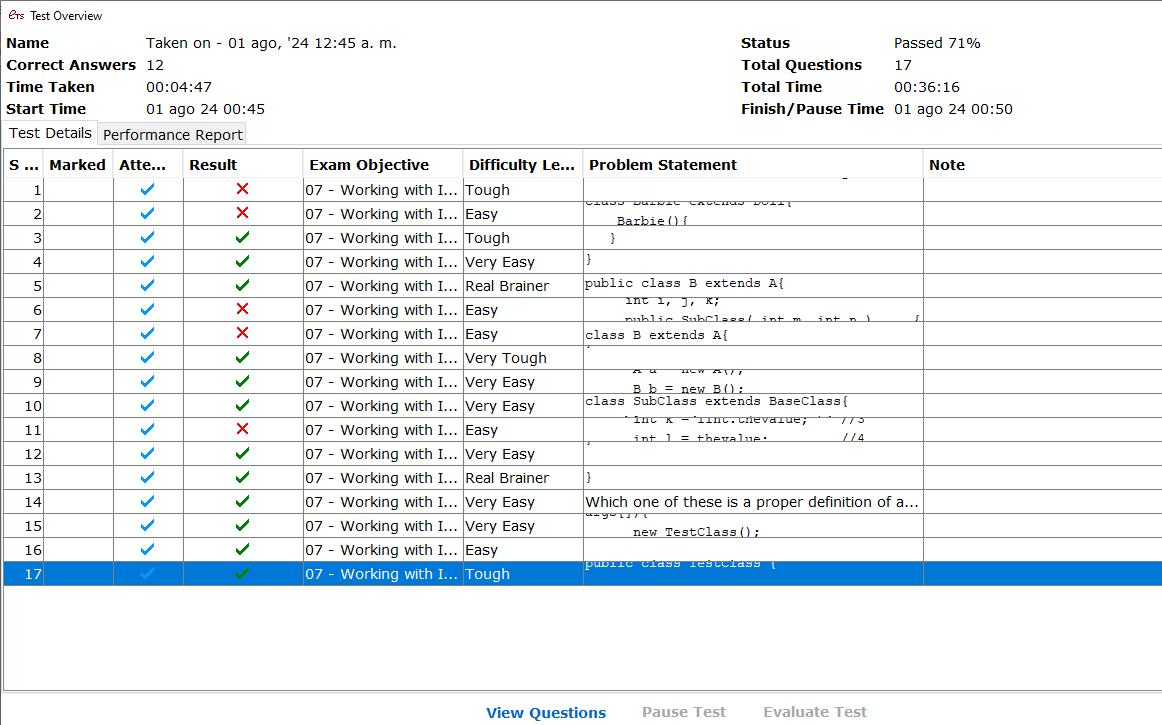 ETS Test Overview
Name Taken on - 01 ago, '24 12:45 a. m. Status Passed 71%
Correct Answers 12 Total Questions 17
Time Taken 00:04:47 Total Time 00:36:16
Start Time 01 ago 24 00:45 Finish/Pause Time 01 ago 24 00:50
Test Details Performance Report
S ... Marked Atte... Result Exam Objective Difficulty Le... Problem Statement Note
1 07 - Working with I... Tough
2 07 - Working with I... Easy class Barbie extends Doll{
Barbie(){
3 07 - Working with I... Tough }
4 07 - Working with I... Very Easy }
5 07 - Working with I... Real Brainer public class B extends A{
6 07 - Working with I... Easy int i, j, k;
public SubClass( int m, int n ) {
7 07 - Working with I... Easy class B extends A{
8 07 - Working with I... Very Tough
9 07 - Working with I... Very Easy A a = new A();
B b = new B();
10 07 - Working with I... Very Easy class SubClass extends BaseClass{
11 07 - Working with I... Easy int k = lint.thevalue; //3
int l = thevalue; //4
12 07 - Working with I... Very Easy
13 07 - Working with I... Real Brainer }
14 07 - Working with I... Very Easy Which one of these is a proper definition of a...
15 07 - Working with I... Very Easy args[]){
new TestClass();
16 07 - Working with I... Easy
17 07 - Working with I... Tough public class TestClass {
View Questions Pause Test Evaluate Test